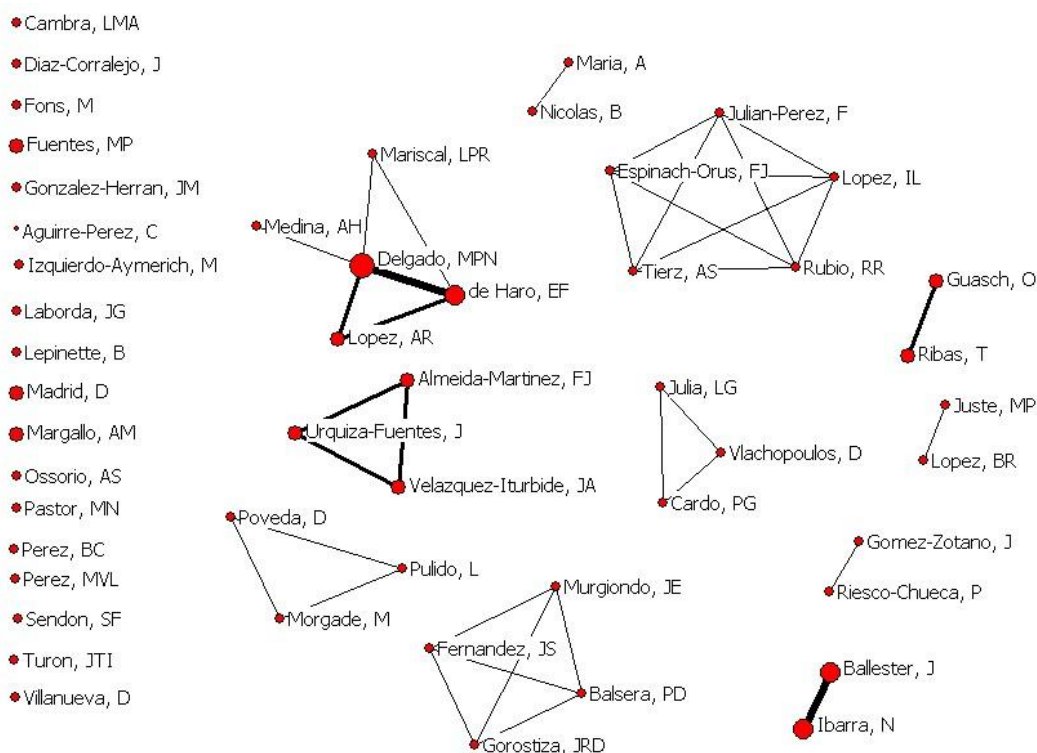 Cambra, LMA
Diaz-Corralejo, J
Fons, M
Fuentes, MP
Gonzalez-Herran, JM
Aguirre-Perez, C
Izquierdo-Aymerich, M
Laborda, JG
Lepinette, B
Madrid, D
Margallo, AM
Ossorio, AS
Pastor, MN
Perez, BC
Perez, MVL
Sendon, SF
Turon, JTI
Villanueva, D
Mariscal, LPR
Medina, AH
Delgado, MPN
de Haro, EF
Lopez, AR
Almeida-Martinez, FJ
Urquiza-Fuentes, J
Velazquez-Iturbide, JA
Poveda, D
Pulido, L
Morgade, M
Maria, A
Nicolas, B
Julian-Perez, F
Espinach-Orus, FJ
Lopez, IL
Tierz, AS
Rubio, RR
Guasch, O
Ribas, T
Julia, LG
Vlachopoulos, D
Cardo, PG
Juste, MP
Lopez, BR
Gomez-Zotano, J
Riesco-Chueca, P
Murgiondo, JE
Fernandez, JS
Balsera, PD
Gorostiza, JRD
Ballester, J
Ibarra, N